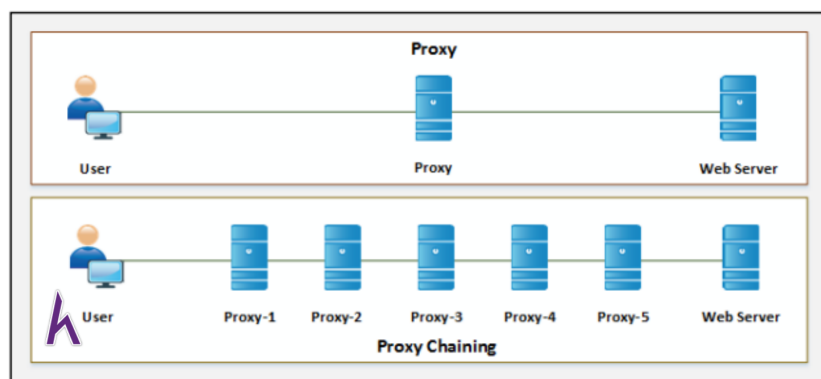 Proxy
User Proxy Web Server
User Proxy-1 Proxy-2 Proxy-3 Proxy-4 Proxy-5 Web Server
Proxy Chaining